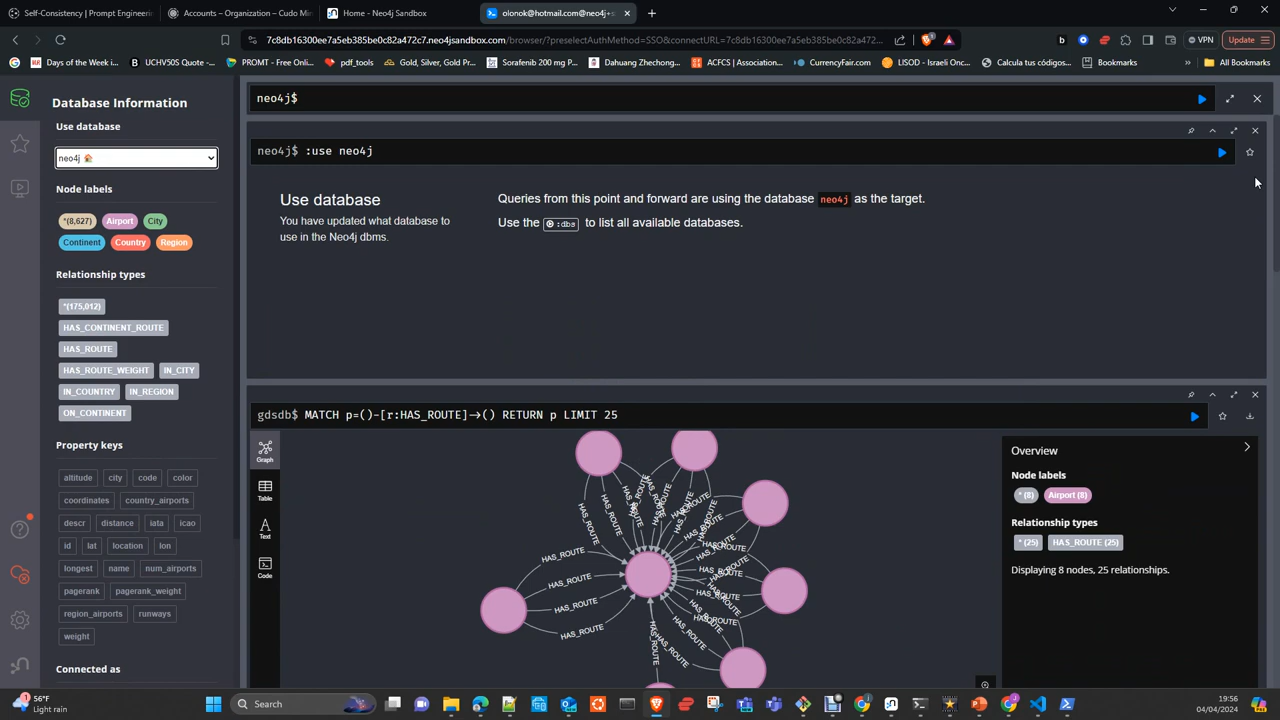 Self-Consistency | Prompt Engineering
Accounts – Organization – Cudo Min
Home - Neo4j Sandbox
olonok@hotmail.com@neo4j+s
7c8db16300ee7a5eb385bec0c82a472c7.neo4jsandbox.com/browser/?preselectAuthMethod=SSO&connectURL=7c8db16300ee7a5eb385bec0c82a472c7...
VPN
Update
Days of the Week i...
UCHV50S Quote -...
PROMT - Free Onli...
pdf_tools
Gold, Silver, Gold Pr...
Sorafenib 200 mg P...
Dahuang Zhechong...
ACFCS | Association...
CurrencyFair.com
LISOD - Israeli Onco...
Calcula tus códigos...
Bookmarks
All Bookmarks
Database Information
Use database
neo4j
Node labels
*(8,627)
Airport
City
Continent
Country
Region
Relationship types
*(175,012)
HAS_CONTINENT_ROUTE
HAS_ROUTE
HAS_ROUTE_WEIGHT
IN_CITY
IN_COUNTRY
IN_REGION
ON_CONTINENT
Property keys
altitude
city
code
color
coordinates
country_airports
descr
distance
iata
icao
id
lat
location
lon
longest
name
num_airports
pagerank
pagerank_weight
region_airports
runways
weight
Connected as
neo4j$
neo4j$ :use neo4j
Use database
You have updated what database to
use in the Neo4j dbms.
Queries from this point and forward are using the database neo4j as the target.
Use the :dbs to list all available databases.
gdsdb$ MATCH p=()-[r:HAS_ROUTE]→() RETURN p LIMIT 25
Graph
Table
Text
Code
HAS_ROUTE
HAS_ROUTE
HAS_ROUTE
HAS_ROUTE
Overview
Node labels
* (8)
Airport (8)
Relationship types
* (25)
HAS_ROUTE (25)
Displaying 8 nodes, 25 relationships.
1
56°F
Light rain
Search
19:56
04/04/2024